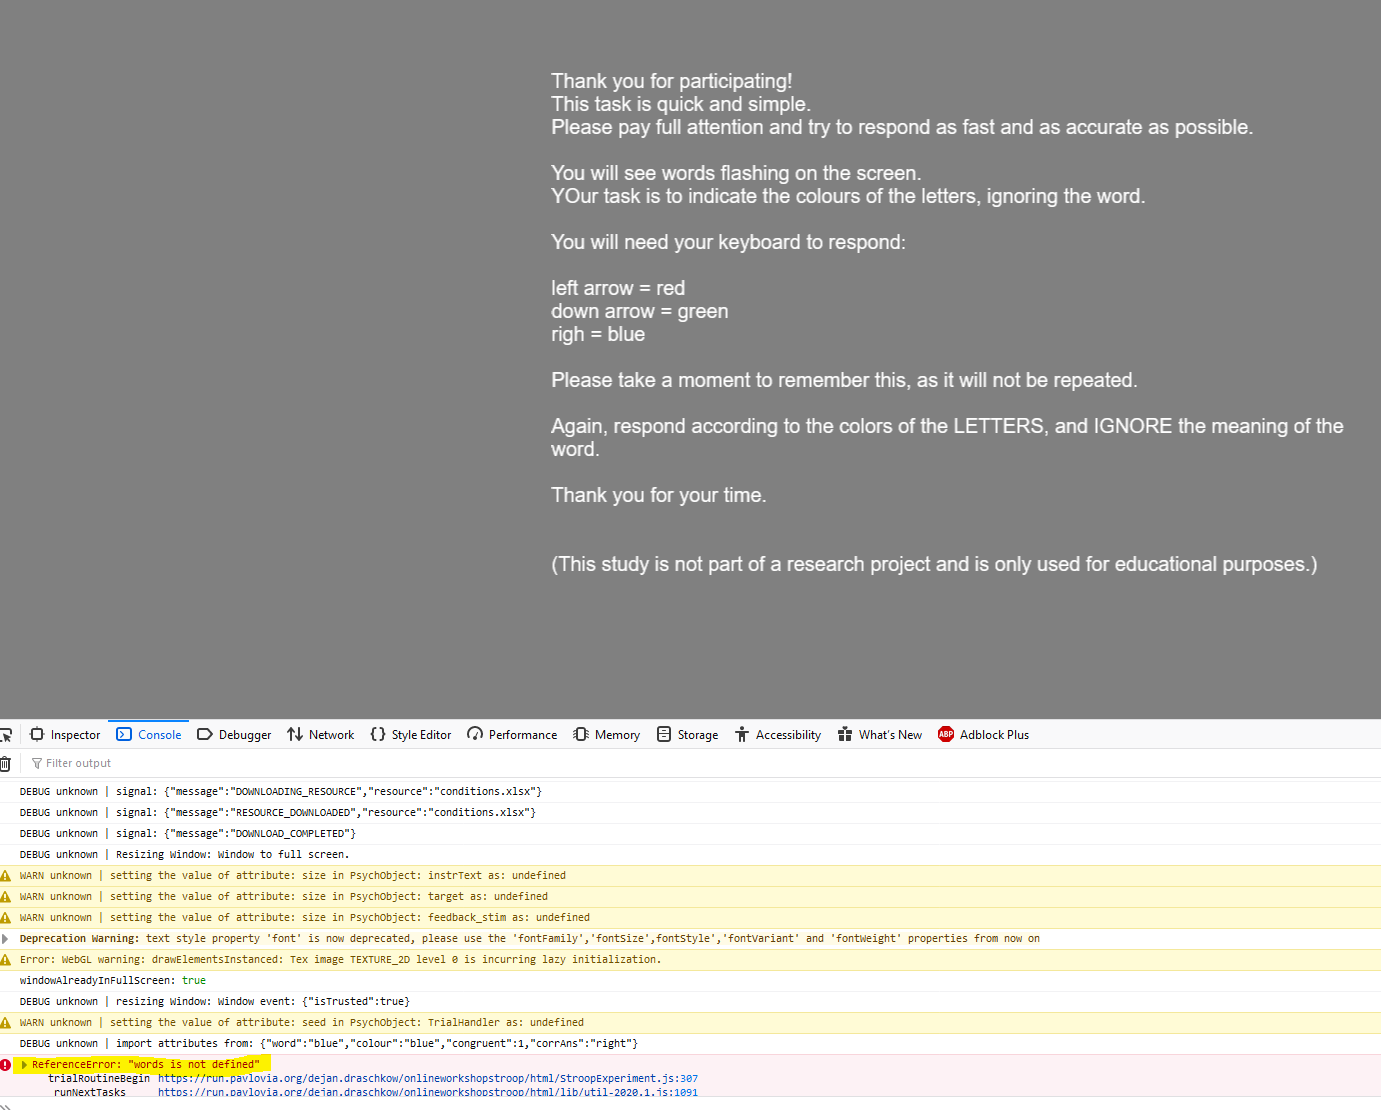 Thank you for participating!
This task is quick and simple.
Please pay full attention and try to respond as fast and as accurate as possible.
You will see words flashing on the screen.
YOur task is to indicate the colours of the letters, ignoring the word.
You will need your keyboard to respond:
left arrow = red
down arrow = green
righ = blue
Please take a moment to remember this, as it will not be repeated.
Again, respond according to the colors of the LETTERS, and IGNORE the meaning of the
word.
Thank you for your time.
(This study is not part of a research project and is only used for educational purposes.)
Inspector Console Debugger Network Style Editor Performance Memory Storage Accessibility What's New ABP Adblock Plus
Filter output
DEBUG unknown | signal: {"message":"DOWNLOADING_RESOURCE","resource":"conditions.xlsx"}
DEBUG unknown | signal: {"message":"RESOURCE_DOWNLOADED","resource":"conditions.xlsx"}
DEBUG unknown | signal: {"message":"DOWNLOAD_COMPLETED"}
DEBUG unknown | Resizing Window: Window to full screen.
WARN unknown | setting the value of attribute: size in PsychObject: instrText as: undefined
WARN unknown | setting the value of attribute: size in PsychObject: target as: undefined
WARN unknown | setting the value of attribute: size in PsychObject: feedback_stim as: undefined
Deprecation Warning: text style property 'font' is now deprecated, please use the 'fontFamily','fontSize',fontStyle','fontVariant' and 'fontWeight' properties from now on
Error: WebGL warning: drawElementsInstanced: Tex image TEXTURE_2D level 0 is incurring lazy initialization.
windowAlreadyInFullScreen: true
DEBUG unknown | resizing Window: Window event: {"isTrusted":true}
WARN unknown | setting the value of attribute: seed in PsychObject: TrialHandler as: undefined
DEBUG unknown | import attributes from: {"word":"blue","colour":"blue","congruent":1,"corrAns":"right"}
ReferenceError: "words is not defined"
trialRoutineBegin https://run.pavlovia.org/dejan.draschkow/onlineworkshopstroop/html/StroopExperiment.js:307
runNextTasks https://run.pavlovia.org/dejan.draschkow/onlineworkshopstroop/html/lib/util-2020.1.js:1091